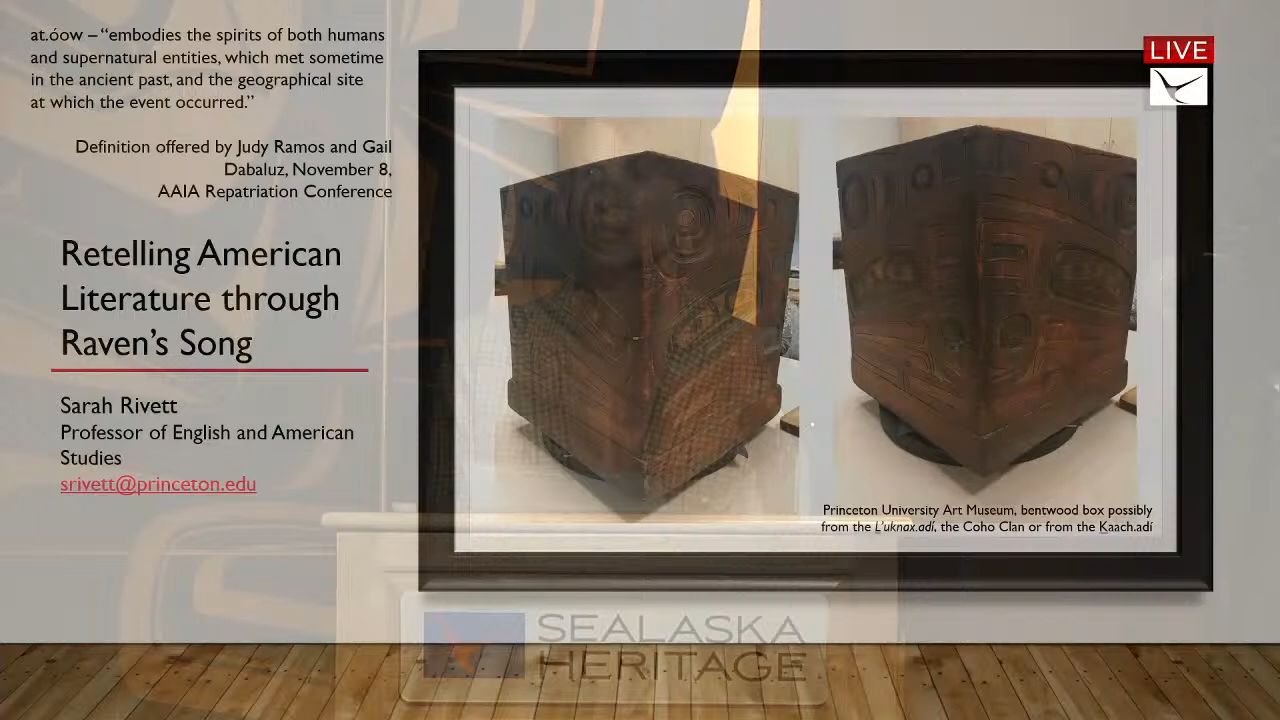 at.óow – “embodies the spirits of both humans
and supernatural entities, which met sometime
in the ancient past, and the geographical site
at which the event occurred.”
Definition offered by Judy Ramos and Gail
Dabaluz, November 8,
AAIA Repatriation Conference
Retelling American
Literature through
Raven’s Song
Sarah Rivett
Professor of English and American
Studies
srivett@princeton.edu
LIVE
Princeton University Art Museum, bentwood box possibly
from the L’uknax̱.adí, the Coho Clan or from the Ḵaach.adí
SEALASKA
HERITAGE